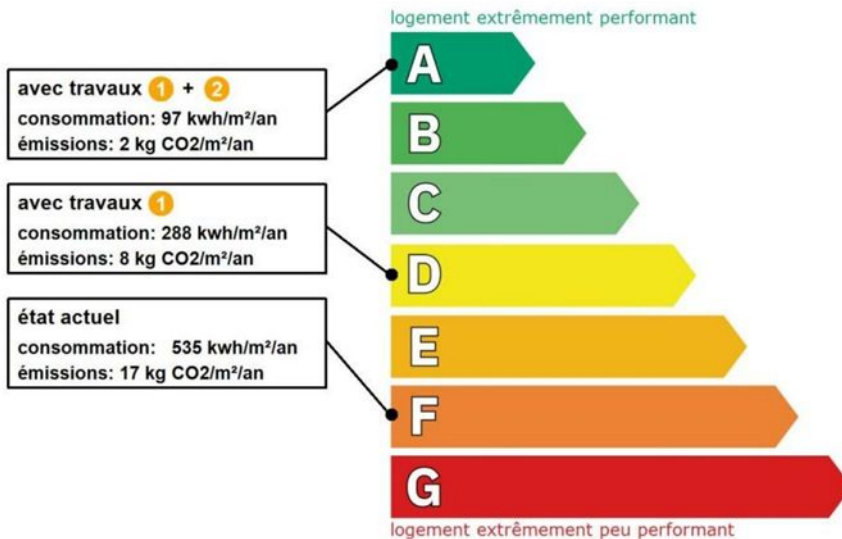 logement extrêmement performant
A
avec travaux 1 + 2
consommation: 97 kwh/m²/an
émissions: 2 kg CO2/m²/an
B
avec travaux 1
consommation: 288 kwh/m²/an
émissions: 8 kg CO2/m²/an
C
D
état actuel
consommation: 535 kwh/m²/an
émissions: 17 kg CO2/m²/an
E
F
G
logement extrêmement peu performant